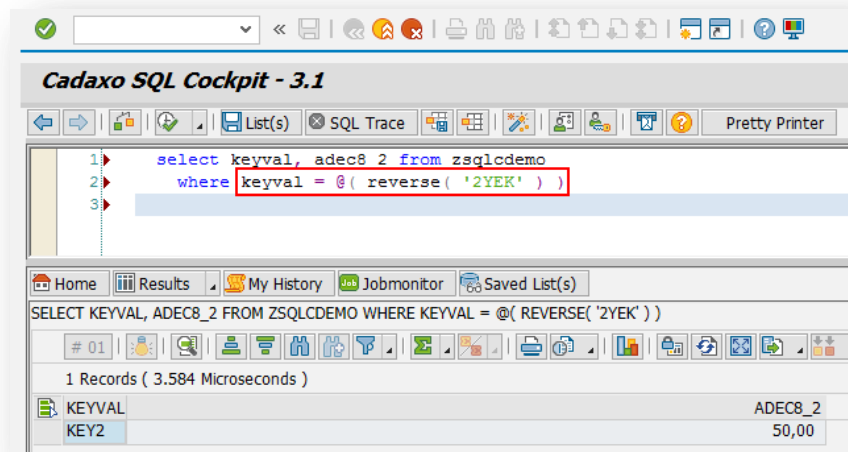 Cadaxo SQL Cockpit - 3.1
List(s) SQL Trace Pretty Printer
1 select keyval, adec8_2 from zsqlcdemo
2 where keyval = @( reverse( '2YEK' ) )
3
Home Results My History Job Jobmonitor Saved List(s)
SELECT KEYVAL, ADEC8_2 FROM ZSQLCDEMO WHERE KEYVAL = @( REVERSE( '2YEK' ) )
# 01
1 Records ( 3.584 Microseconds )
KEYVAL ADEC8_2
KEY2 50,00